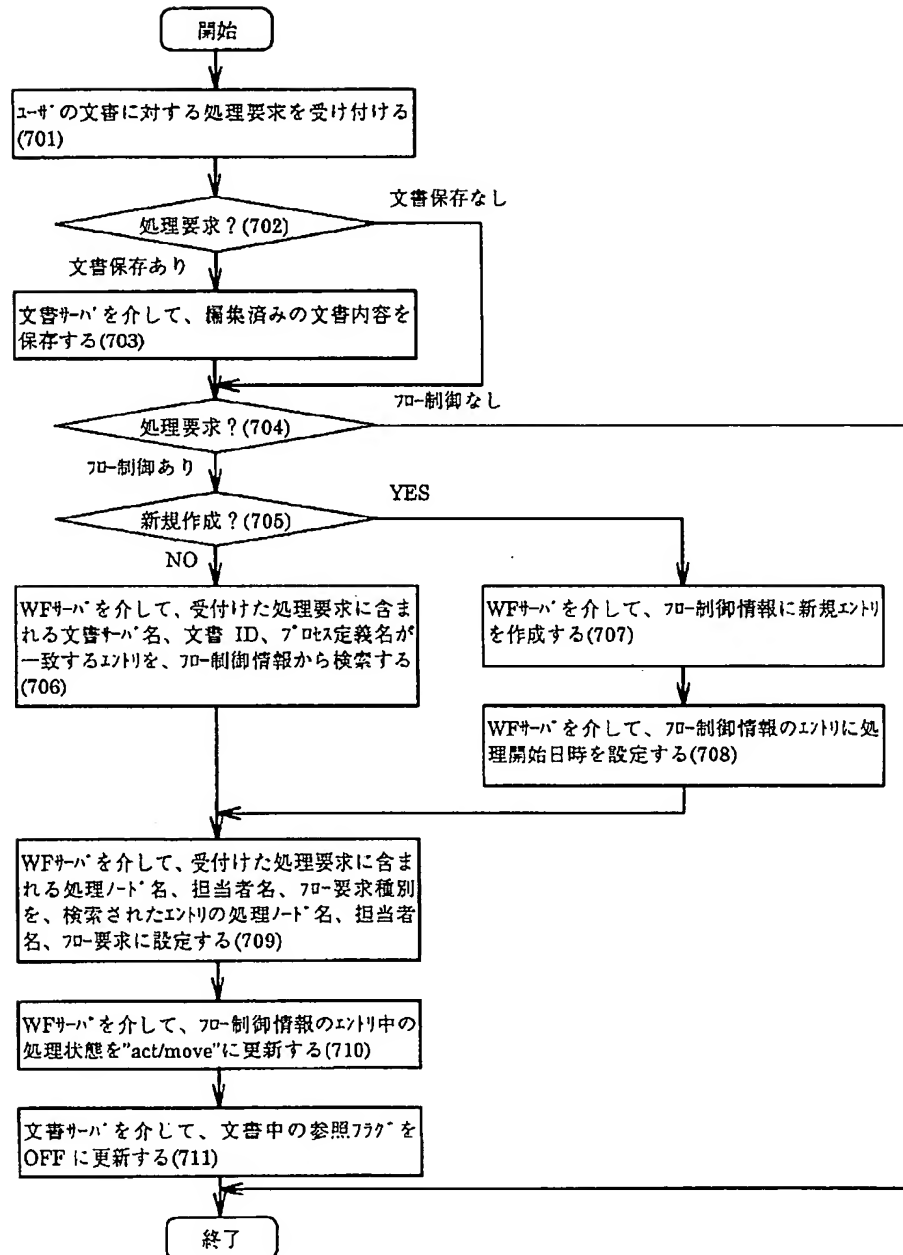 開始
ﾕｰｻﾞの文書に対する処理要求を受け付ける
(701)
文書保存なし
処理要求？(702)
文書保存あり
文書ｻｰﾊﾞを介して、編集済みの文書内容を
保存する(703)
ﾌﾛｰ制御なし
処理要求？(704)
ﾌﾛｰ制御あり
YES
新規作成？(705)
NO
WFｻｰﾊﾞを介して、受付けた処理要求に含ま
れる文書ｻｰﾊﾞ名、文書 ID、ﾌﾟﾛｾｽ定義名が
一致するｴﾝﾄﾘを、ﾌﾛｰ制御情報から検索する
(706)
WFｻｰﾊﾞを介して、ﾌﾛｰ制御情報に新規ｴﾝﾄﾘ
を作成する(707)
WFｻｰﾊﾞを介して、ﾌﾛｰ制御情報のｴﾝﾄﾘに処
理開始日時を設定する(708)
WFｻｰﾊﾞを介して、受付けた処理要求に含ま
れる処理ﾉｰﾄﾞ名、担当者名、ﾌﾛｰ要求種別
を、検索されたｴﾝﾄﾘの処理ﾉｰﾄﾞ名、担当者
名、ﾌﾛｰ要求に設定する(709)
WFｻｰﾊﾞを介して、ﾌﾛｰ制御情報のｴﾝﾄﾘ中の
処理状態を”act/move”に更新する(710)
文書ｻｰﾊﾞを介して、文書中の参照ﾌﾗｸﾞを
OFF に更新する(711)
終了